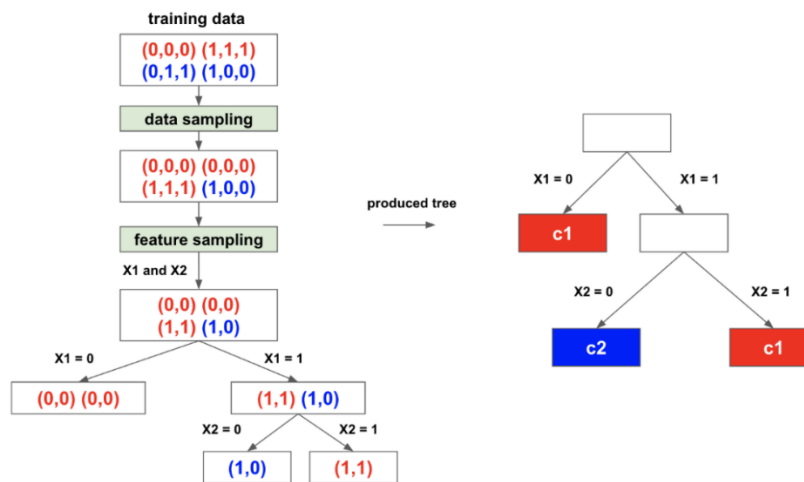 training data
(0,0,0) (1,1,1)
(0,1,1) (1,0,0)
data sampling
(0,0,0) (0,0,0)
(1,1,1) (1,0,0)
feature sampling
X1 and X2
(0,0) (0,0)
(1,1) (1,0)
X1 = 0
X1 = 1
(0,0) (0,0)
(1,1) (1,0)
X2 = 0
X2 = 1
(1,0)
(1,1)
produced tree
X1 = 0
X1 = 1
c1
X2 = 0
X2 = 1
c2
c1